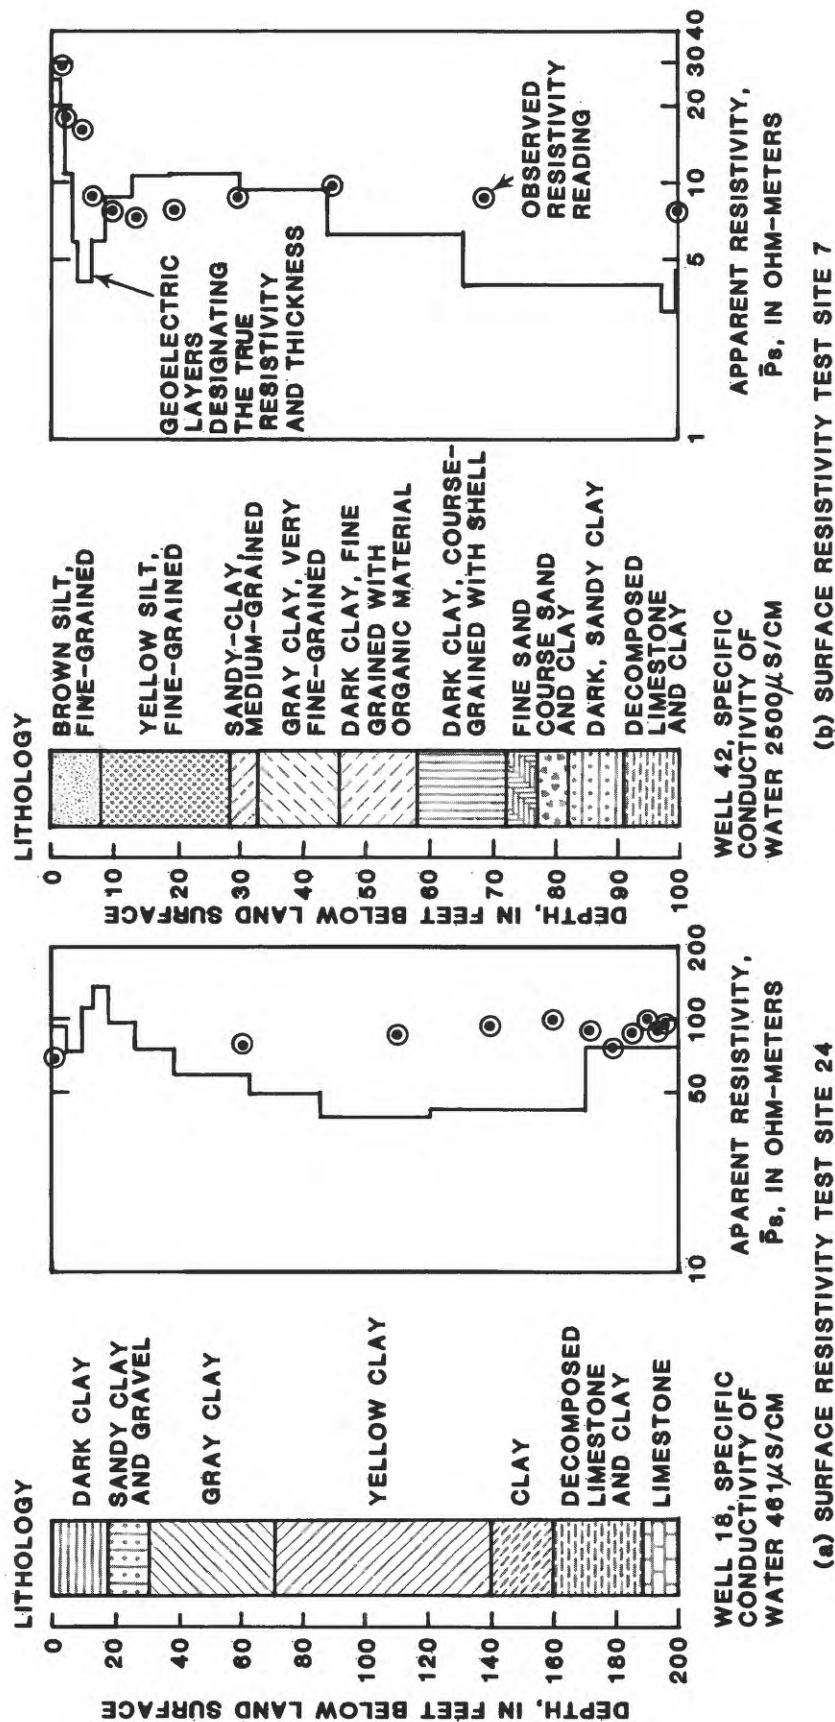 LITHOLOGY
DEPTH, IN FEET BELOW LAND SURFACE
0
20
40
60
80
100
120
140
160
180
200
DARK CLAY
SANDY CLAY
AND GRAVEL
GRAY CLAY
YELLOW CLAY
CLAY
DECOMPOSED
LIMESTONE
AND CLAY
LIMESTONE
WELL 18, SPECIFIC
CONDUCTIVITY OF
WATER 461µS/CM
10
50
100
200
APARENT RESISTIVITY,
P̄s, IN OHM-METERS
(a) SURFACE RESISTIVITY TEST SITE 24
LITHOLOGY
DEPTH, IN FEET BELOW LAND SURFACE
0
10
20
30
40
50
60
70
80
90
100
BROWN SILT,
FINE-GRAINED
YELLOW SILT,
FINE-GRAINED
SANDY-CLAY,
MEDIUM-GRAINED
GRAY CLAY, VERY
FINE-GRAINED
DARK CLAY, FINE
GRAINED WITH
ORGANIC MATERIAL
DARK CLAY, COURSE-
GRAINED WITH SHELL
FINE SAND
COURSE SAND
AND CLAY
DARK, SANDY CLAY
DECOMPOSED
LIMESTONE
AND CLAY
WELL 42, SPECIFIC
CONDUCTIVITY OF
WATER 2500µS/CM
GEOELECTRIC
LAYERS
DESIGNATING
THE TRUE
RESISTIVITY
AND THICKNESS
OBSERVED
RESISTIVITY
READING
1
5
10
20
30
40
APPARENT RESISTIVITY,
P̄s, IN OHM-METERS
(b) SURFACE RESISTIVITY TEST SITE 7